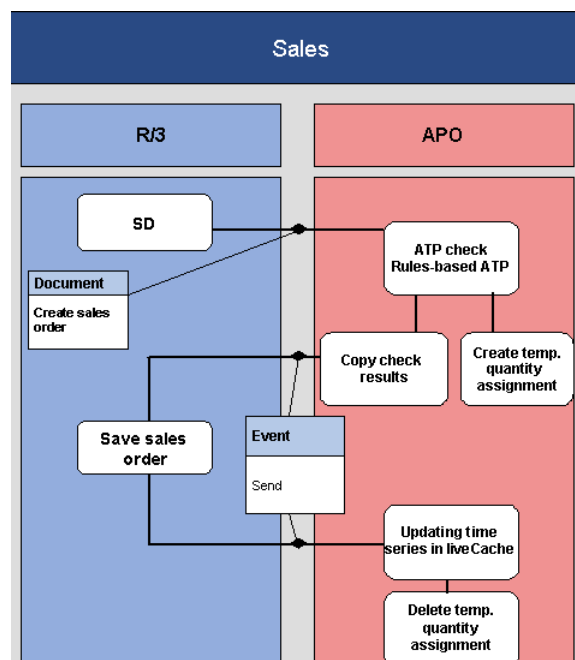 Sales
R/3
APO
SD
ATP check
Rules-based ATP
Document
Create sales
order
Copy check
results
Create temp.
quantity
assignment
Save sales
order
Event
Send
Updating time
series in liveCache
Delete temp.
quantity
assignment